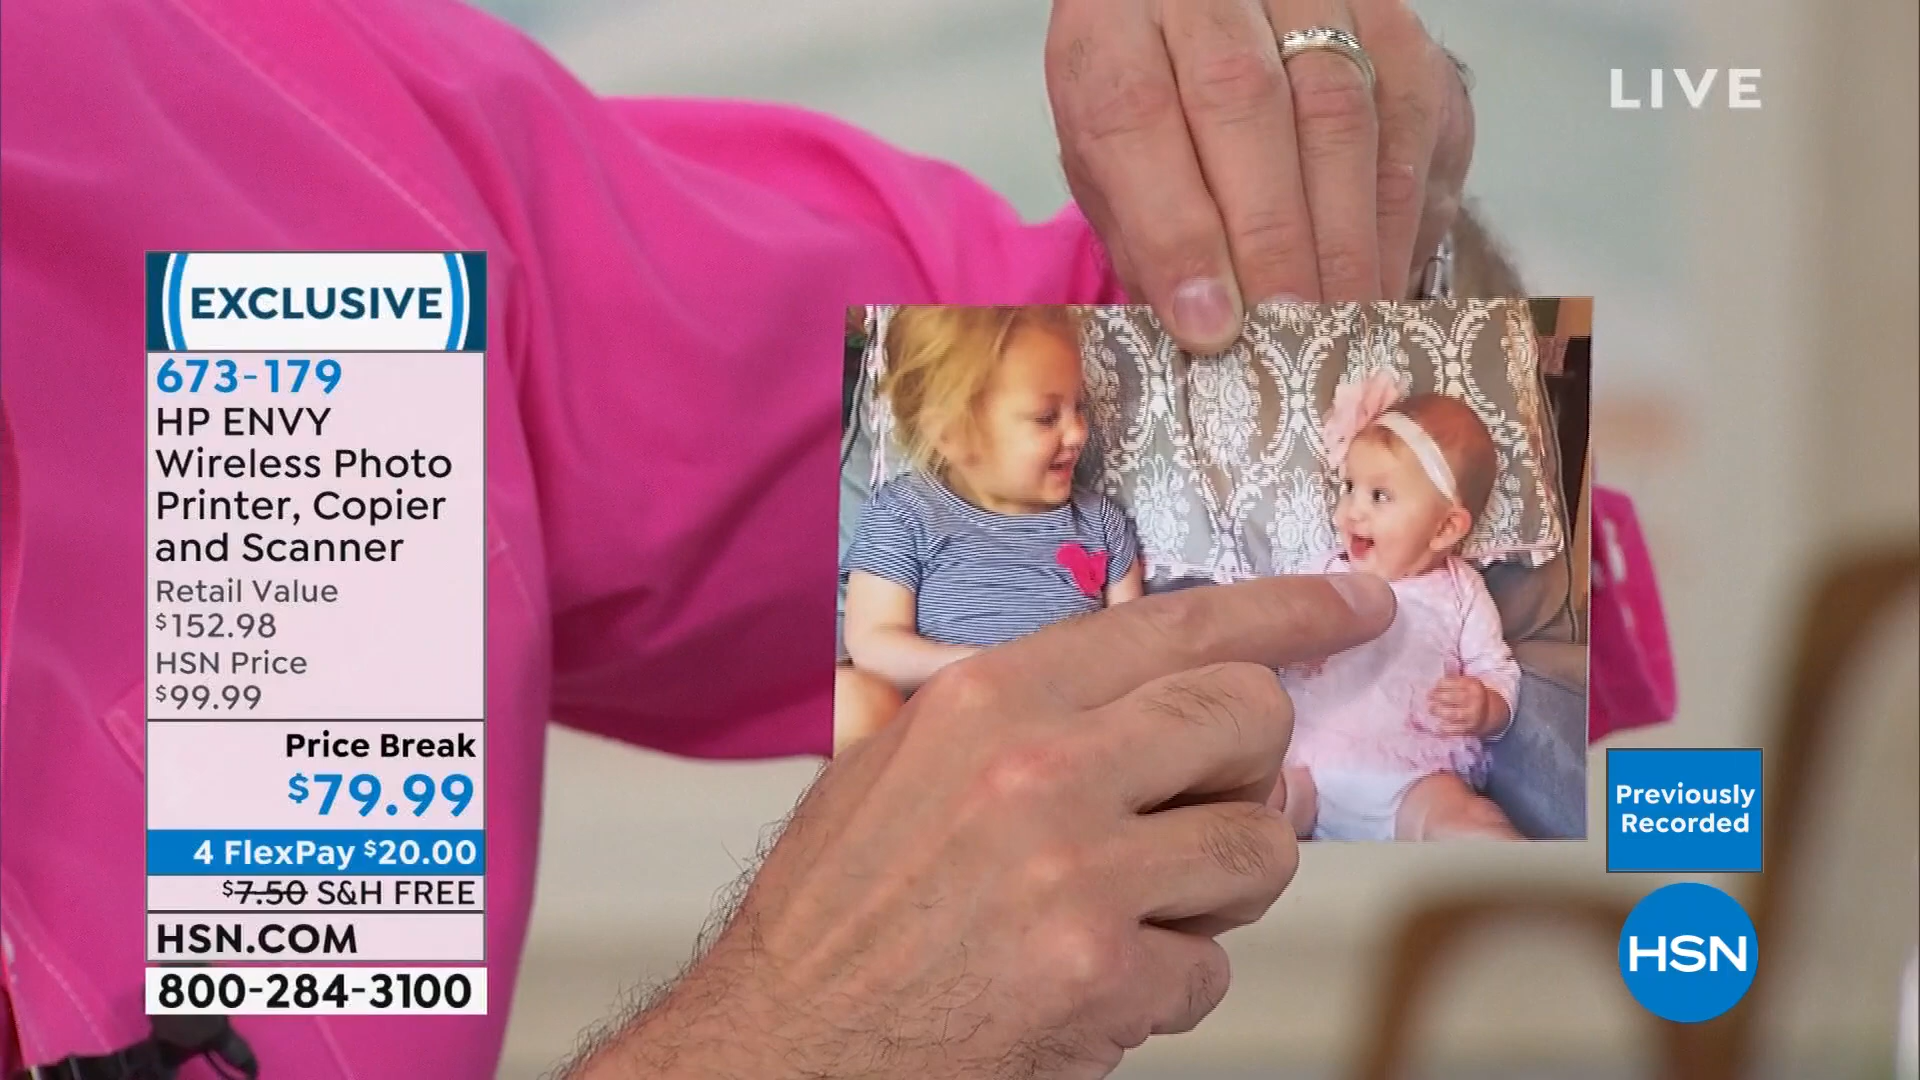 LIVE
EXCLUSIVE
673-179
HP ENVY
Wireless Photo
Printer, Copier
and Scanner
Retail Value
$152.98
HSN Price
$99.99
Price Break
$79.99
4 FlexPay $20.00
$7.50 S&H FREE
HSN.COM
800-284-3100
Previously
Recorded
HSN